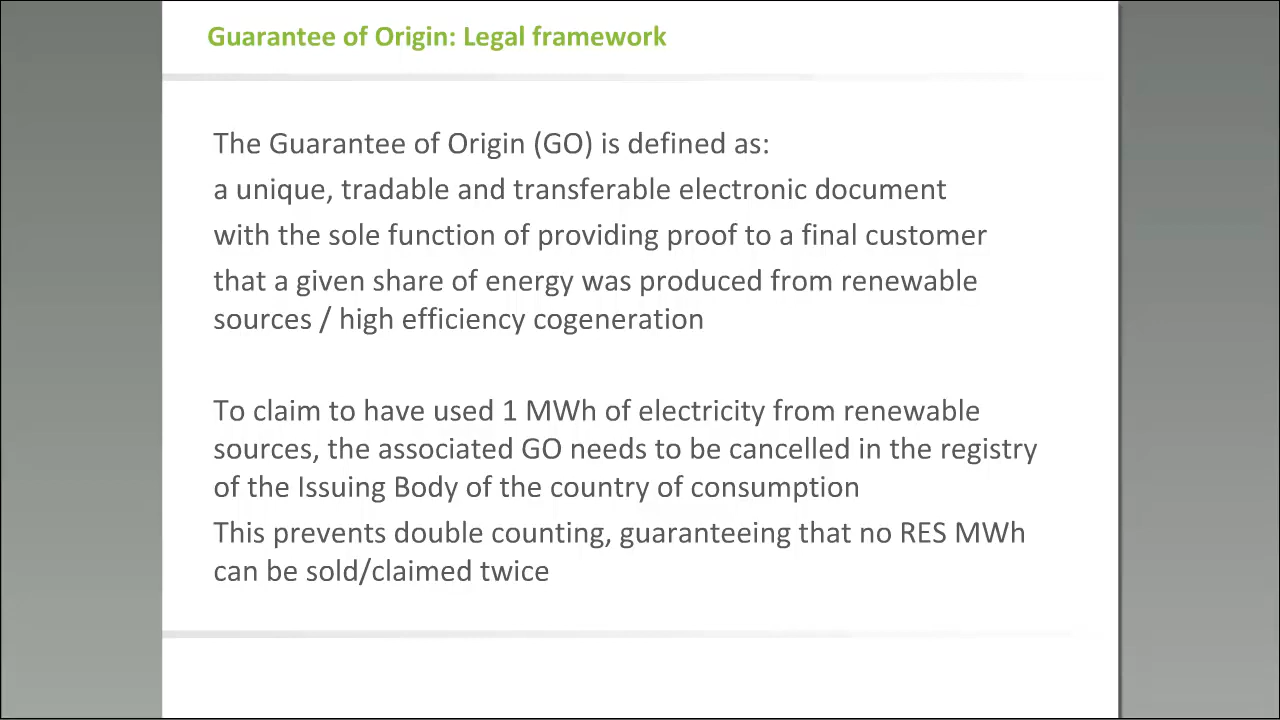 Guarantee of Origin: Legal framework
The Guarantee of Origin (GO) is defined as:
a unique, tradable and transferable electronic document
with the sole function of providing proof to a final customer
that a given share of energy was produced from renewable
sources / high efficiency cogeneration
To claim to have used 1 MWh of electricity from renewable
sources, the associated GO needs to be cancelled in the registry
of the Issuing Body of the country of consumption
This prevents double counting, guaranteeing that no RES MWh
can be sold/claimed twice